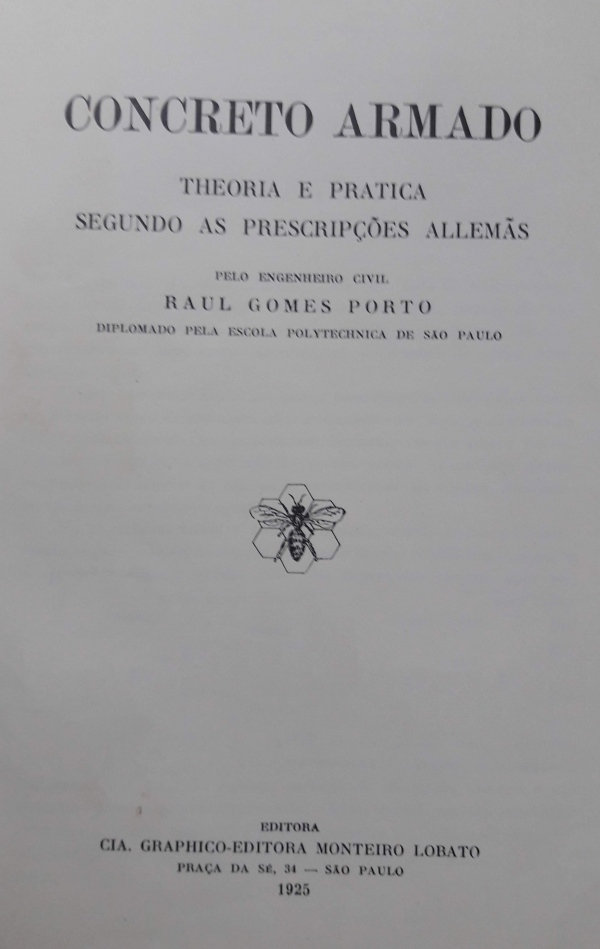 CONCRETO ARMADO
THEORIA E PRATICA
SEGUNDO AS PRESCRIPÇÕES ALLEMÃS
PELO ENGENHEIRO CIVIL
RAUL GOMES PORTO
DIPLOMADO PELA ESCOLA POLYTECHNICA DE SÃO PAULO
EDITORA
CIA. GRAPHICO-EDITORA MONTEIRO LOBATO
PRAÇA DA SÉ, 34 — SÃO PAULO
1925